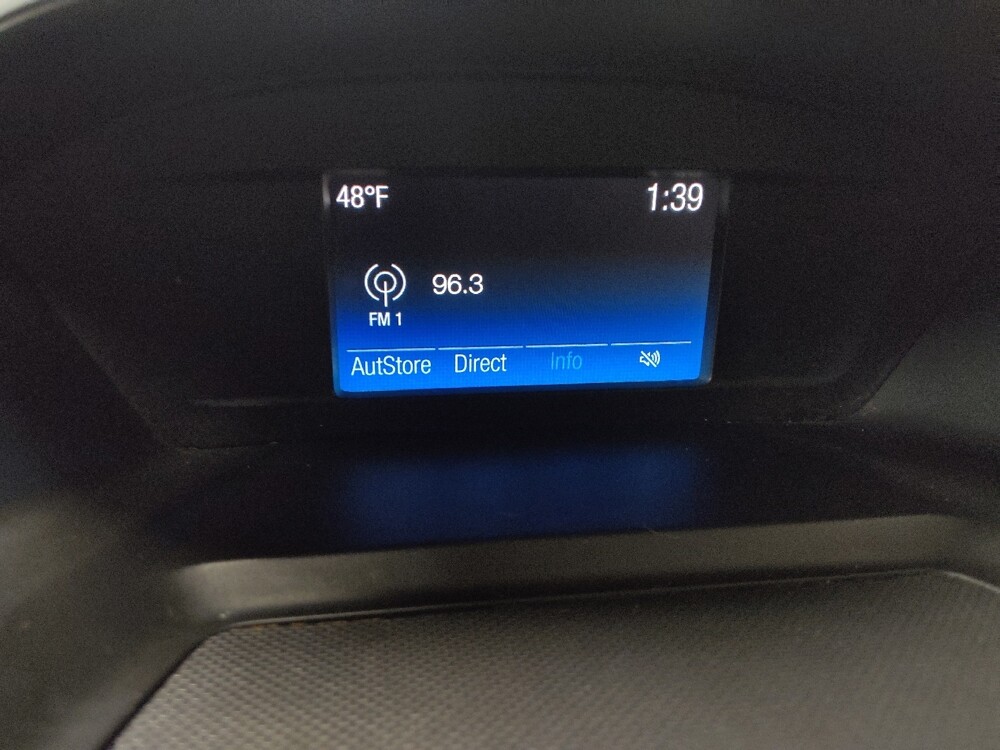 48°F 1:39
96.3
FM 1
AutStore Direct Info